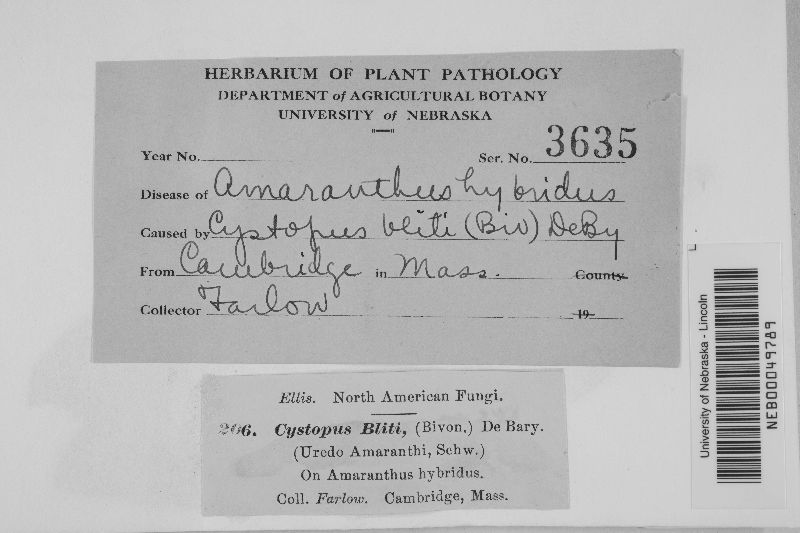 HERBARIUM OF PLANT PATHOLOGY
DEPARTMENT of AGRICULTURAL BOTANY
UNIVERSITY of NEBRASKA
Year No. Ser. No. 3635
Disease of Amaranthus hybridus
Caused by Cystopus bliti (Biv) DeBy
From Cambridge in Mass. County
Collector Farlow 19
Ellis. North American Fungi.
206. Cystopus Bliti, (Bivon.) De Bary.
(Uredo Amaranthi, Schw.)
On Amaranthus hybridus.
Coll. Farlow. Cambridge, Mass.
University of Nebraska - Lincoln
NEB00049789